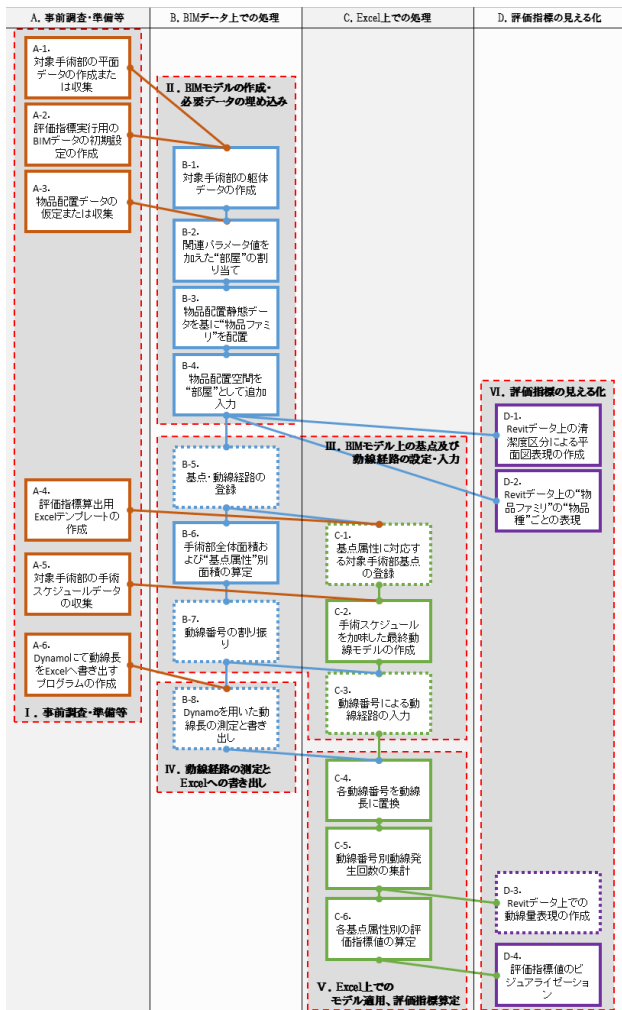 A. 事前調査・準備等
B. BIMデータ上での処理
C. Excel上での処理
D. 評価指標の見える化
A-1.
対象手術部の平面
データの作成また
は収集
A-2.
評価指標実行用の
BIMデータの初期設
定の作成
A-3.
物品配置データの
仮定または収集
A-4.
評価指標算出用
Excelテンプレートの
作成
A-5.
対象手術部の手術
スケジュールデータ
の収集
A-6.
Dynamoにて動線長
をExcelへ書き出す
プログラムの作成
Ⅰ. 事前調査・準備等
Ⅱ. BIMモデルの作成・
必要データの埋め込み
B-1.
対象手術部の躯体
データの作成
B-2.
関連パラメータ値を
加えた“部屋”の割り
当て
B-3.
物品配置静態デー
タを基に“物品ファミ
リ”を配置
B-4.
物品配置空間を
“部屋”として追加
入力
B-5.
基点・動線経路の
登録
B-6.
手術部全体面積お
よび“基点属性”別
面積の算定
B-7.
動線番号の割り振
り
B-8.
Dynamoを用いた動
線長の測定と書き
出し
Ⅳ. 動線経路の測定と
Excelへの書き出し
Ⅲ. BIMモデル上の基点及び
動線経路の設定・入力
C-1.
基点属性に対応す
る対象手術部基点
の登録
C-2.
手術スケジュール
を加味した最終動
線モデルの作成
C-3.
動線番号による動
線経路の入力
C-4.
各動線番号を動線
長に置換
C-5.
動線番号別動線発
生回数の集計
C-6.
各基点属性別の評
価指標値の算定
Ⅴ. Excel上での
モデル適用、評価指標算定
Ⅵ. 評価指標の見える化
D-1.
Revitデータ上の清
潔度区分による平
面図表現の作成
D-2.
Revitデータ上の“物
品ファミリ”の“物品
種”ごとの表現
D-3.
Revitデータ上での
動線量表現の作成
D-4.
評価指標値のビ
ジュアライゼーショ
ン